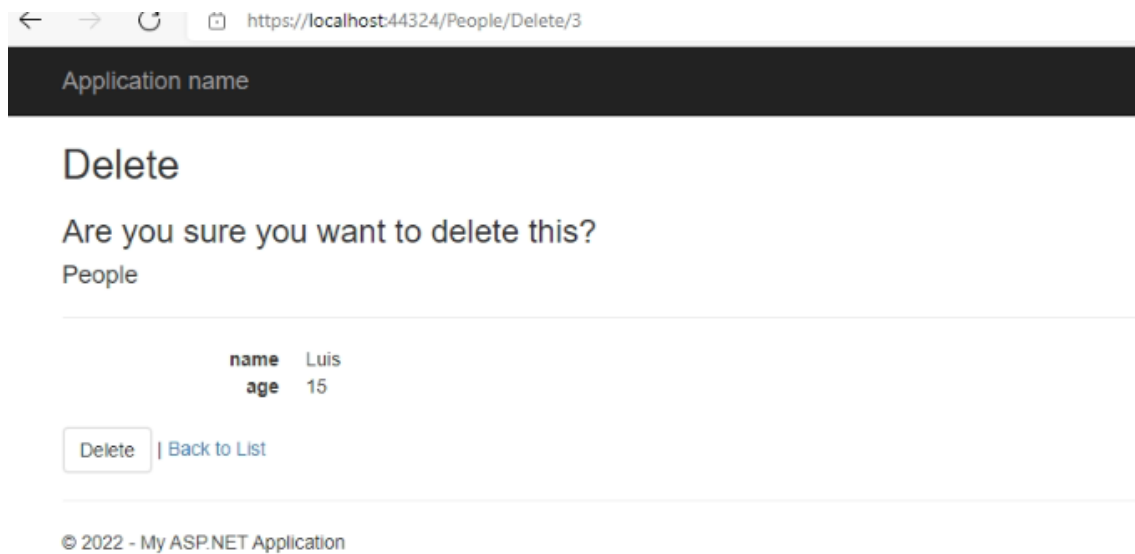 https://localhost:44324/People/Delete/3
Application name
Delete
Are you sure you want to delete this?
People
name Luis
age 15
Delete | Back to List
© 2022 - My ASP.NET Application